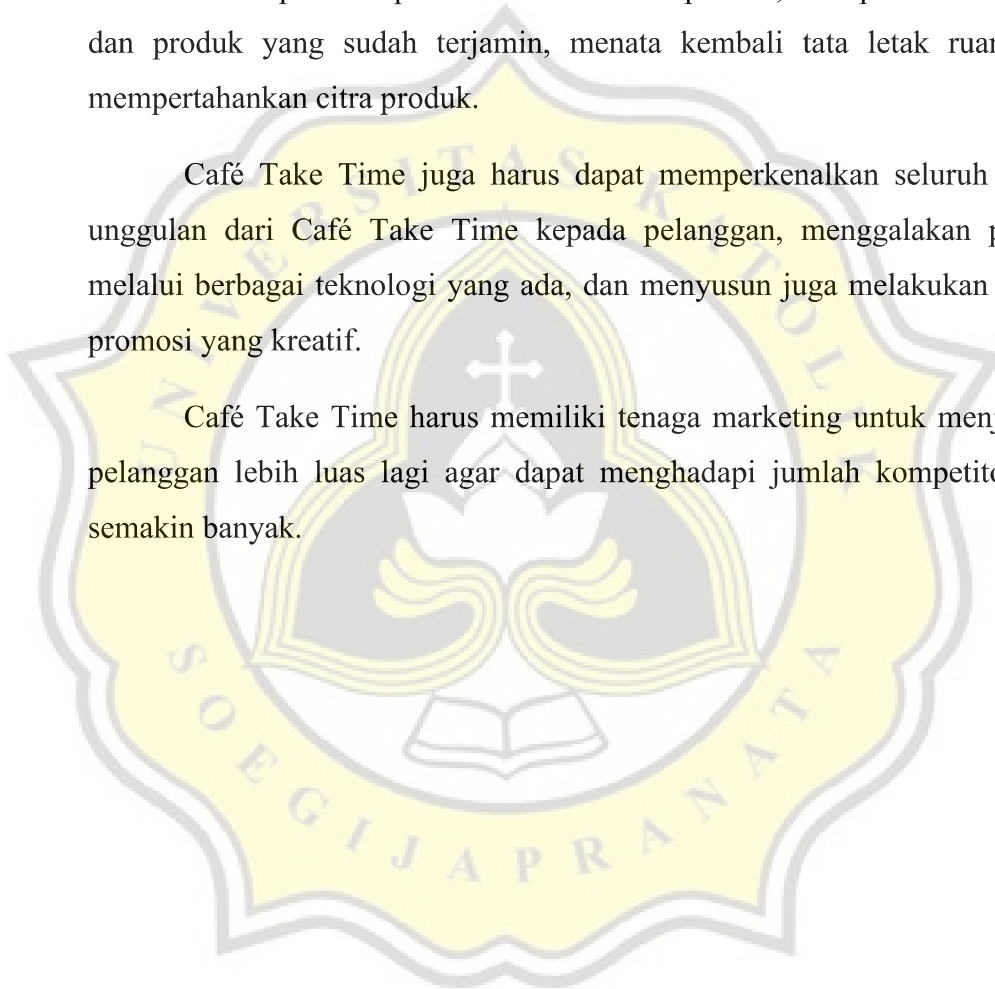 dan produk yang sudah terjamin, menata kembali tata letak
mempertahankan citra produk.
Café Take Time juga harus dapat memperkenalkan seluruh
unggulan dari Café Take Time kepada pelanggan, menggalakan
melalui berbagai teknologi yang ada, dan menyusun juga melakukan
promosi yang kreatif.
Café Take Time harus memiliki tenaga marketing untuk
pelanggan lebih luas lagi agar dapat menghadapi jumlah
semakin banyak.
UNIVERSITAS KATOLIK
SOEGIJAPRANATA